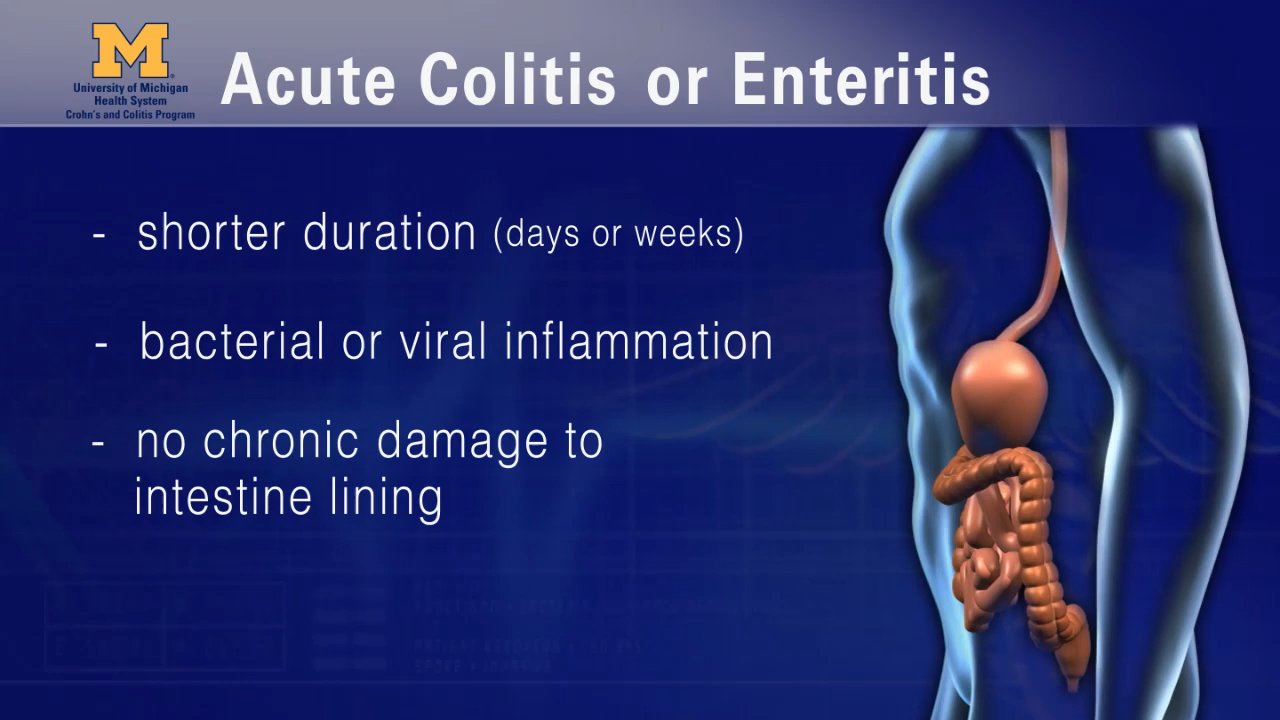 M
University of Michigan
Health System
Crohn's and Colitis Program
Acute Colitis or Enteritis
- shorter duration (days or weeks)
- bacterial or viral inflammation
- no chronic damage to
intestine lining